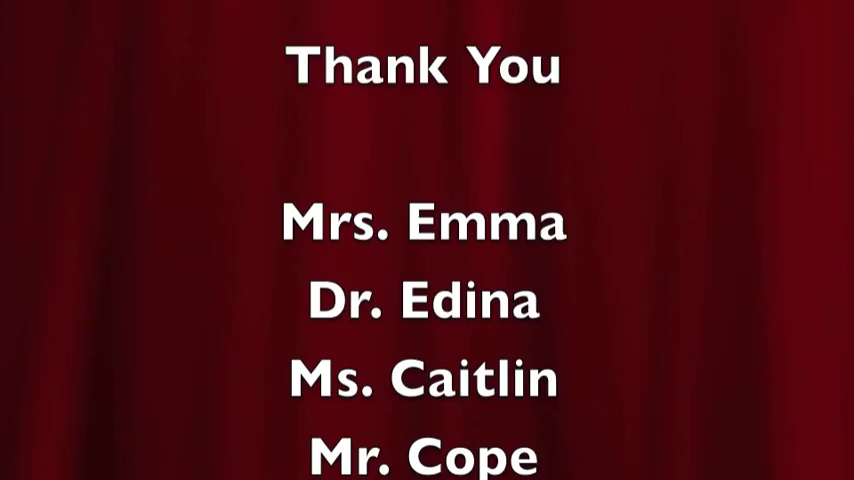 Thank You
Mrs. Emma
Dr. Edina
Ms. Caitlin
Mr. Cope